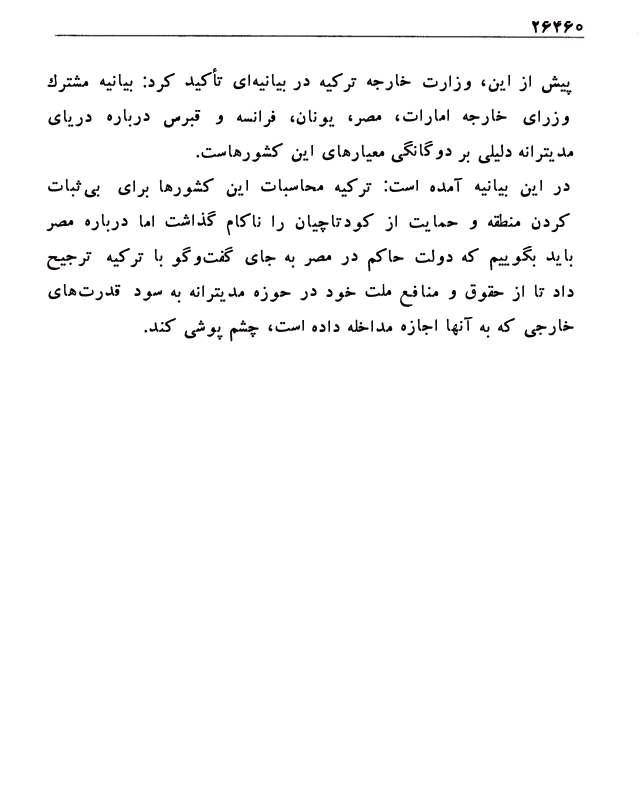 ۲۶۴۶۰
پیش از این، وزارت خارجه ترکیه در بیانیه‌ای تأکید کرد: بیانیه مشترك
وزرای خارجه امارات، مصر، یونان، فرانسه و قبرس درباره دریای
مدیترانه دلیلی بر دوگانگی معیارهای این کشورهاست.
در این بیانیه آمده است: ترکیه محاسبات این کشورها برای بی‌ثبات
کردن منطقه و حمایت از کودتاچیان را ناکام گذاشت اما درباره مصر
باید بگوییم که دولت حاکم در مصر به جای گفت‌وگو با ترکیه ترجیح
داد تا از حقوق و منافع ملت خود در حوزه مدیترانه به سود قدرت‌های
خارجی که به آنها اجازه مداخله داده است، چشم پوشی کند.